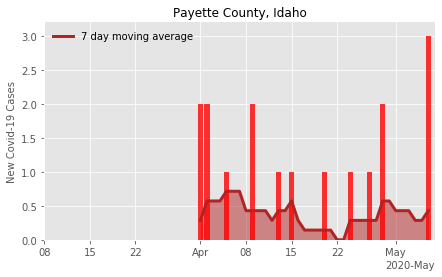 Payette County, Idaho
7 day moving average
New Covid-19 Cases
3.0
2.5
2.0
1.5
1.0
0.5
0.0
08 15 22 Apr 08 15 22 May
2020-May